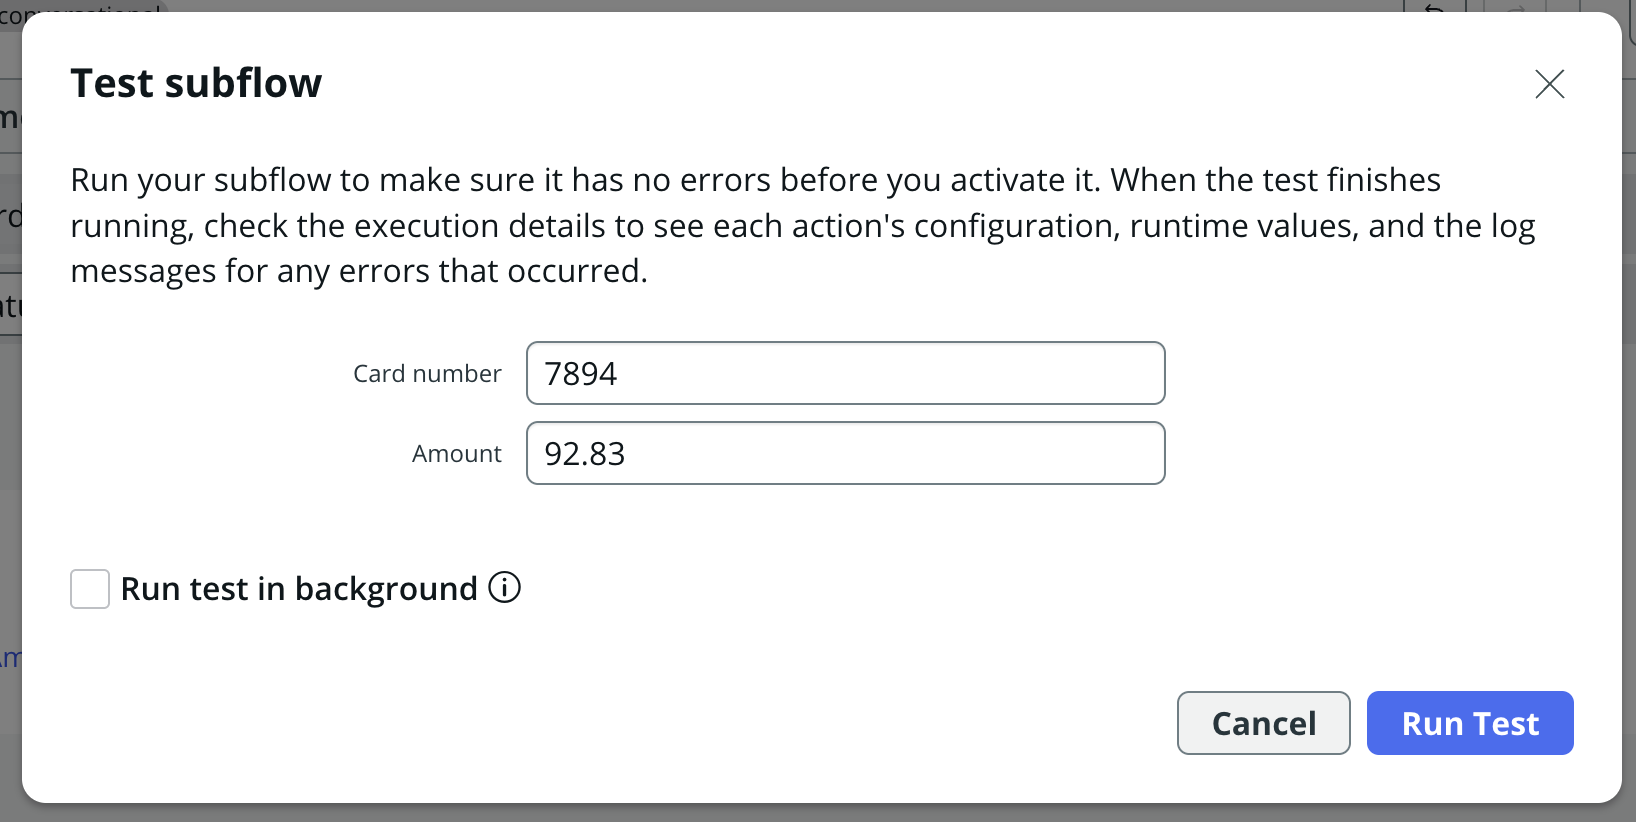 Test subflow
Run your subflow to make sure it has no errors before you activate it. When the test finishes
running, check the execution details to see each action's configuration, runtime values, and the log
messages for any errors that occurred.
Card number 7894
Amount 92.83
Run test in background
Cancel Run Test